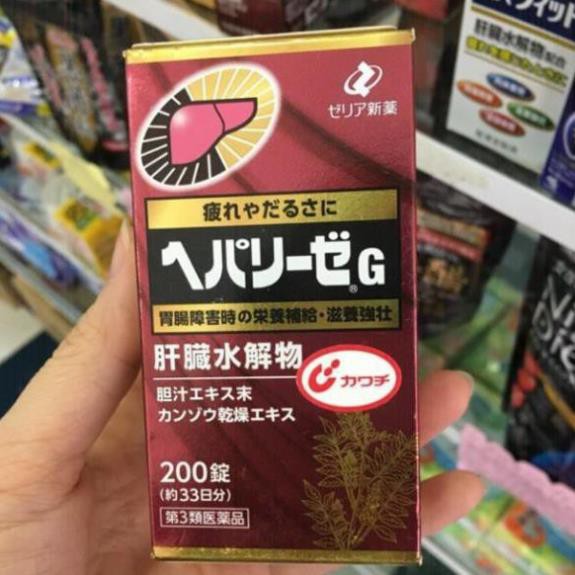 ゼリア新薬
疲れやだるさに
ヘパリーゼ®G
胃腸障害時の栄養補給・滋養強壮
肝臓水解物
カワチ
胆汁エキス末
カンゾウ乾燥エキス
200錠
(約33日分)
第3類医薬品
肝臓水解物配合